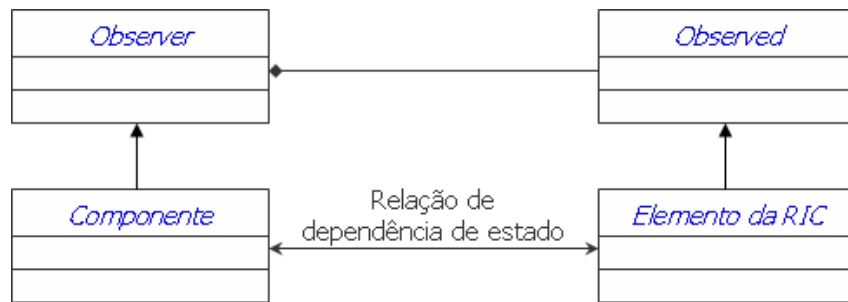 Observer
Observed
Relação de
dependência de estado
Componente
Elemento da RIC